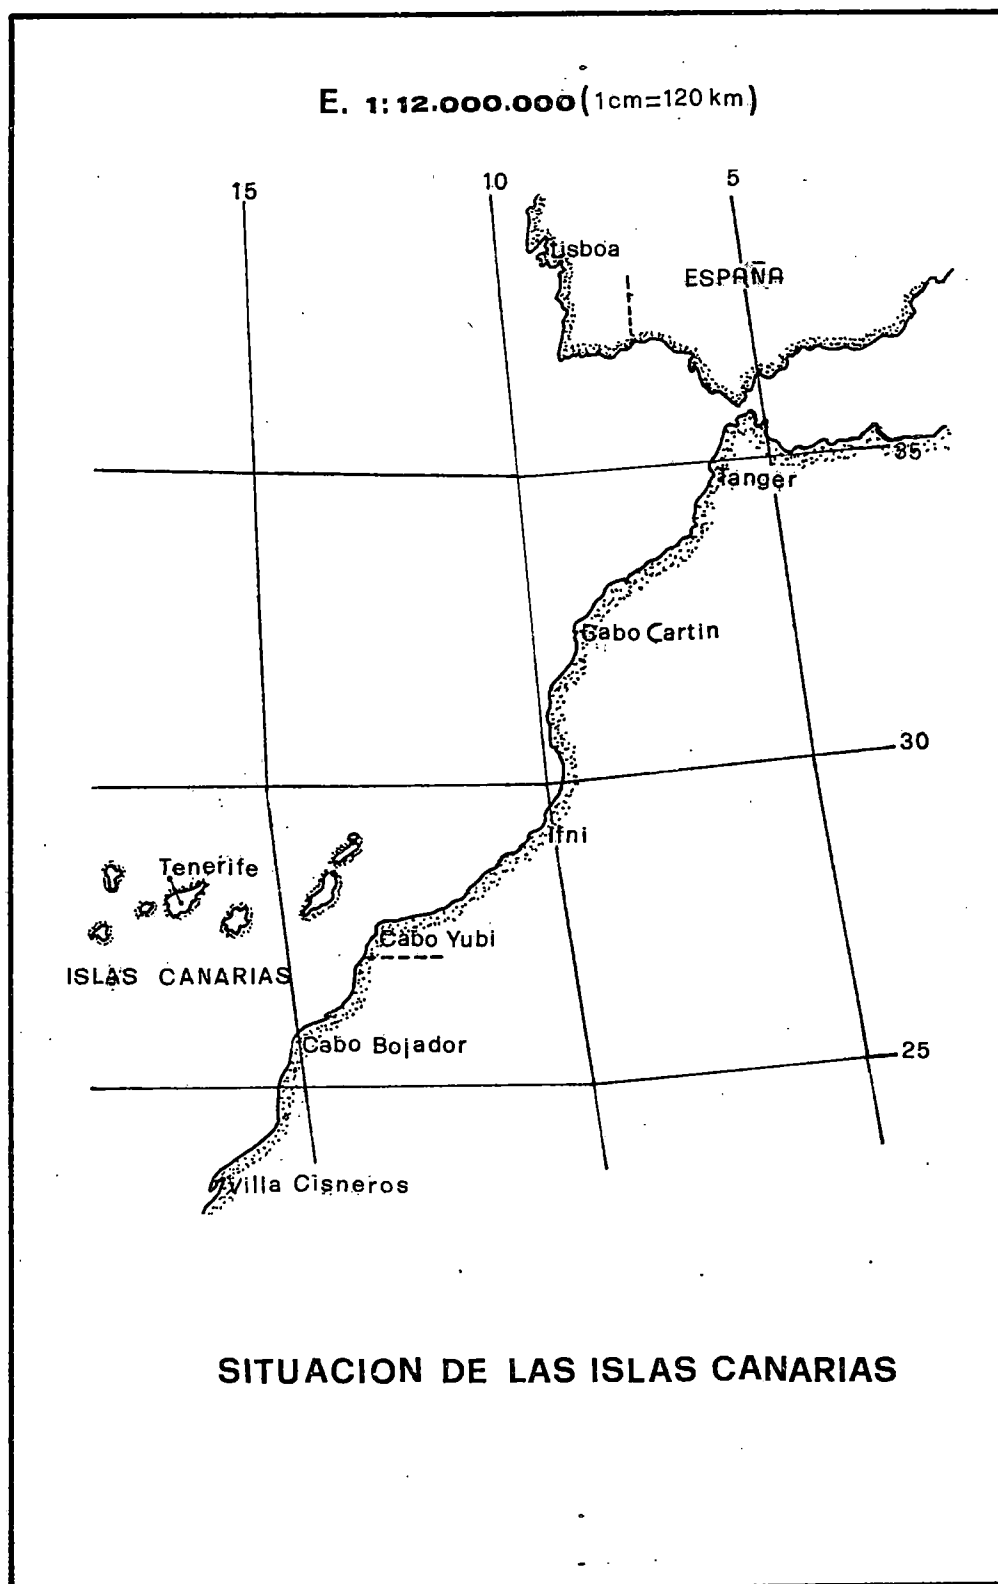 E. 1:12.000.000 (1cm=120 km)
15
10
5
Lisboa
ESPAÑA
35
Tanger
Cabo Cartin
30
Ifni
Tenerife
Cabo Yubi
ISLAS CANARIAS
Cabo Bojador
25
Villa Cisneros
SITUACION DE LAS ISLAS CANARIAS